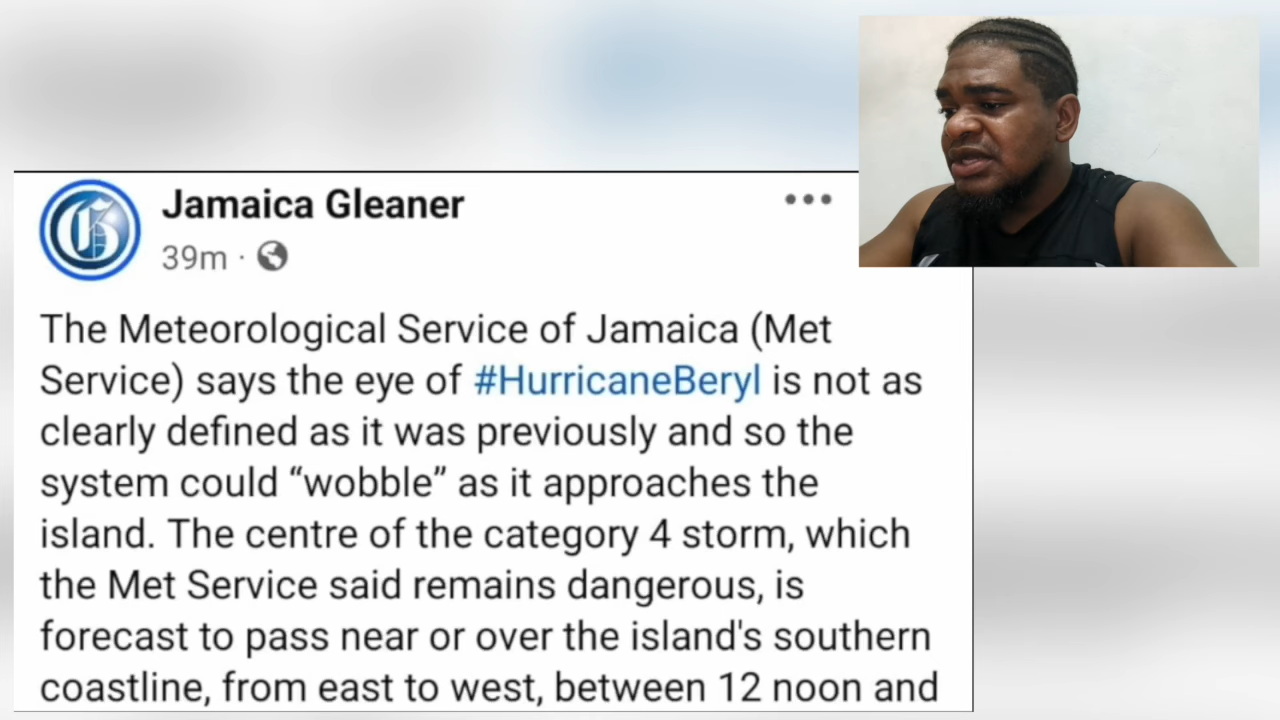 Jamaica Gleaner
39m ·
The Meteorological Service of Jamaica (Met
Service) says the eye of #HurricaneBeryl is not as
clearly defined as it was previously and so the
system could “wobble” as it approaches the
island. The centre of the category 4 storm, which
the Met Service said remains dangerous, is
forecast to pass near or over the island's southern
coastline, from east to west, between 12 noon and